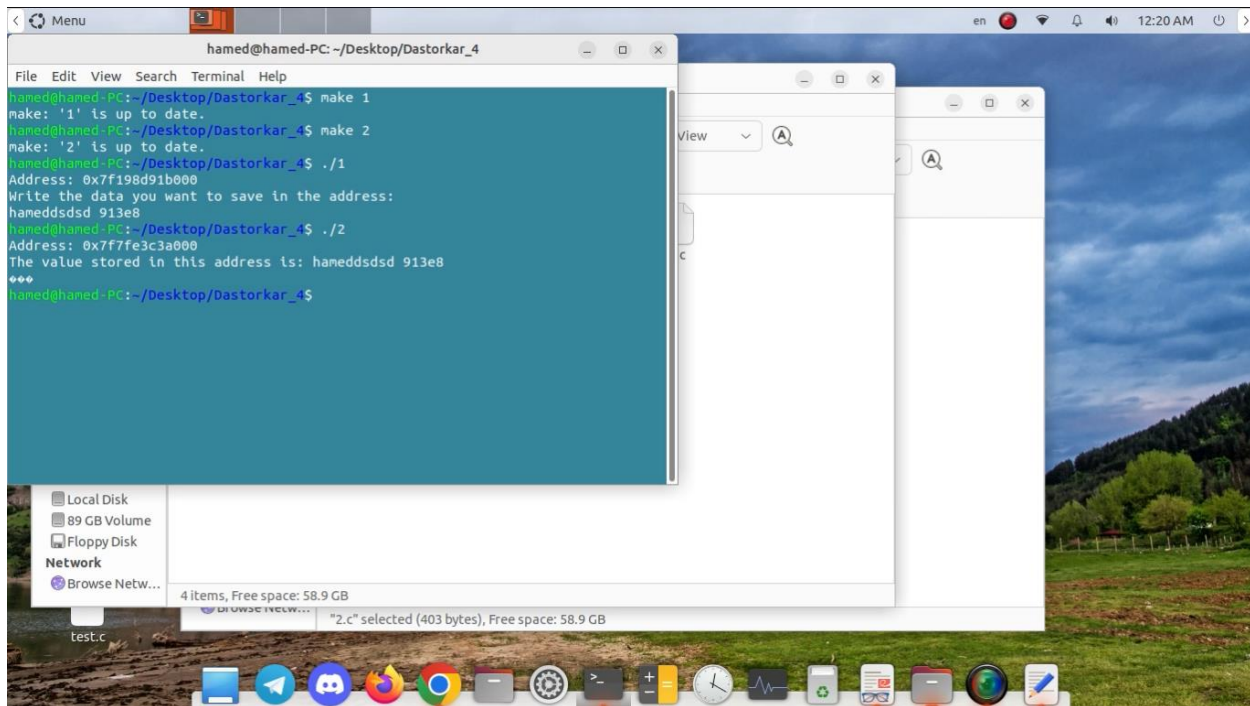 Menu
en
12:20 AM
hamed@hamed-PC: ~/Desktop/Dastorkar_4
File Edit View Search Terminal Help
hamed@hamed-PC:~/Desktop/Dastorkar_4$ make 1
make: '1' is up to date.
hamed@hamed-PC:~/Desktop/Dastorkar_4$ make 2
make: '2' is up to date.
hamed@hamed-PC:~/Desktop/Dastorkar_4$ ./1
Address: 0x7f198d91b000
Write the data you want to save in the address:
hameddsdsd 913e8
hamed@hamed-PC:~/Desktop/Dastorkar_4$ ./2
Address: 0x7f7fe3c3a000
The value stored in this address is: hameddsdsd 913e8
���
hamed@hamed-PC:~/Desktop/Dastorkar_4$
View
c
Local Disk
89 GB Volume
Floppy Disk
Network
Browse Netw...
4 items, Free space: 58.9 GB
Browse Netw...
"2.c" selected (403 bytes), Free space: 58.9 GB
test.c